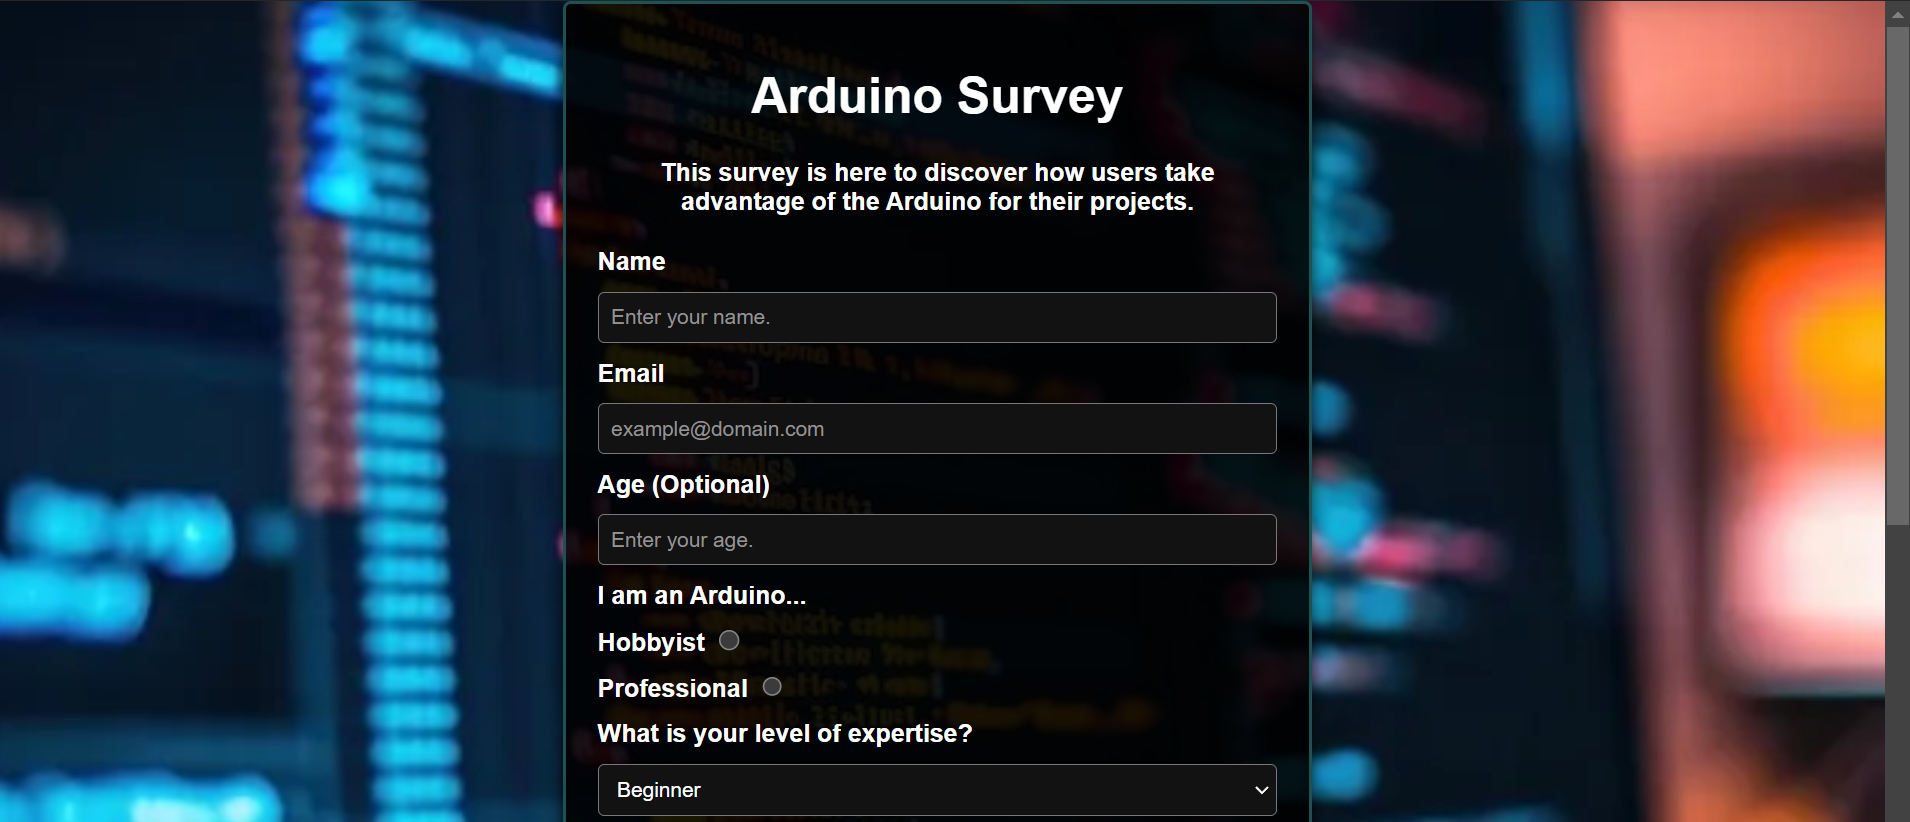 Arduino Survey
This survey is here to discover how users take
advantage of the Arduino for their projects.
Name
Enter your name.
Email
example@domain.com
Age (Optional)
Enter your age.
I am an Arduino...
Hobbyist
Professional
What is your level of expertise?
Beginner